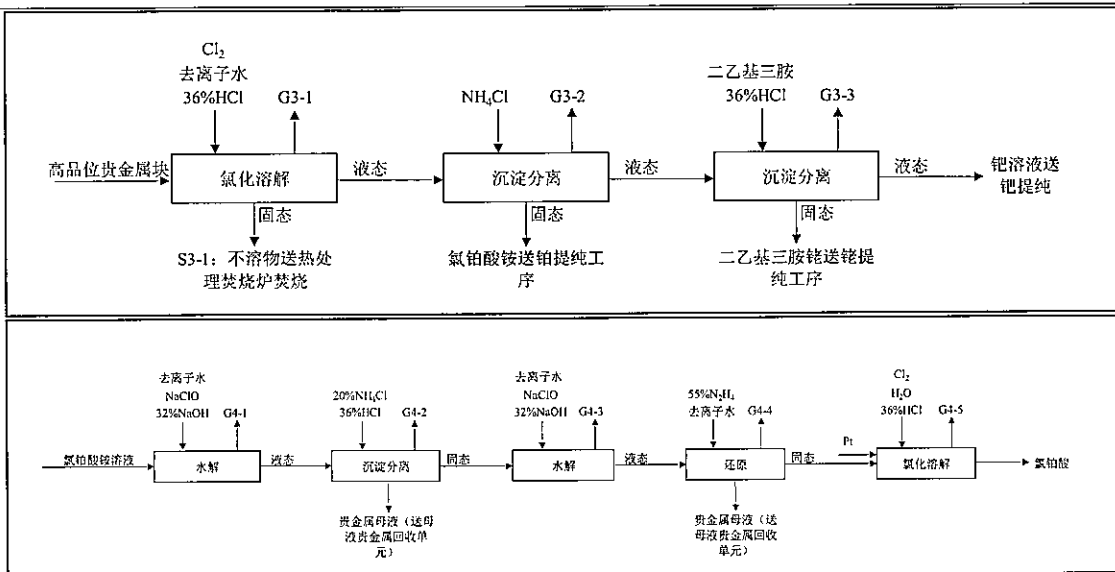 Cl₂
去离子水
36%HCl
G3-1
NH₄Cl
G3-2
二乙基三胺
36%HCl
G3-3
高品位贵金属块
氯化溶解
液态
沉淀分离
液态
沉淀分离
液态
钯溶液送
钯提纯
固态
固态
固态
S3-1：不溶物送热处
理焚烧炉焚烧
氯铂酸铵送铂提纯工
序
二乙基三胺铑送铑提
纯工序
去离子水
NaClO
32%NaOH
G4-1
20%NH₄Cl
36%HCl
G4-2
去离子水
NaClO
32%NaOH
G4-3
55%N₂H₄
去离子水
G4-4
Cl₂
H₂O
36%HCl
G4-5
Pt
氯铂酸铵溶液
水解
液态
沉淀分离
固态
水解
液态
还原
固态
氯化溶解
氯铂酸
贵金属母液（送母
液贵金属回收单
元）
贵金属母液（送
母液贵金属回收
单元）